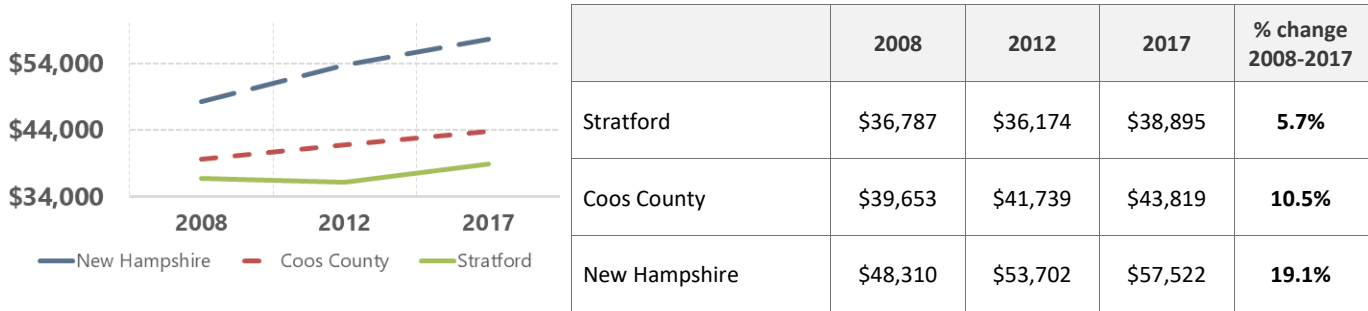 $54,000
$44,000
$34,000
2008 2012 2017
New Hampshire Coos County Stratford
2008 2012 2017 % change
2008-2017
Stratford $36,787 $36,174 $38,895 5.7%
Coos County $39,653 $41,739 $43,819 10.5%
New Hampshire $48,310 $53,702 $57,522 19.1%